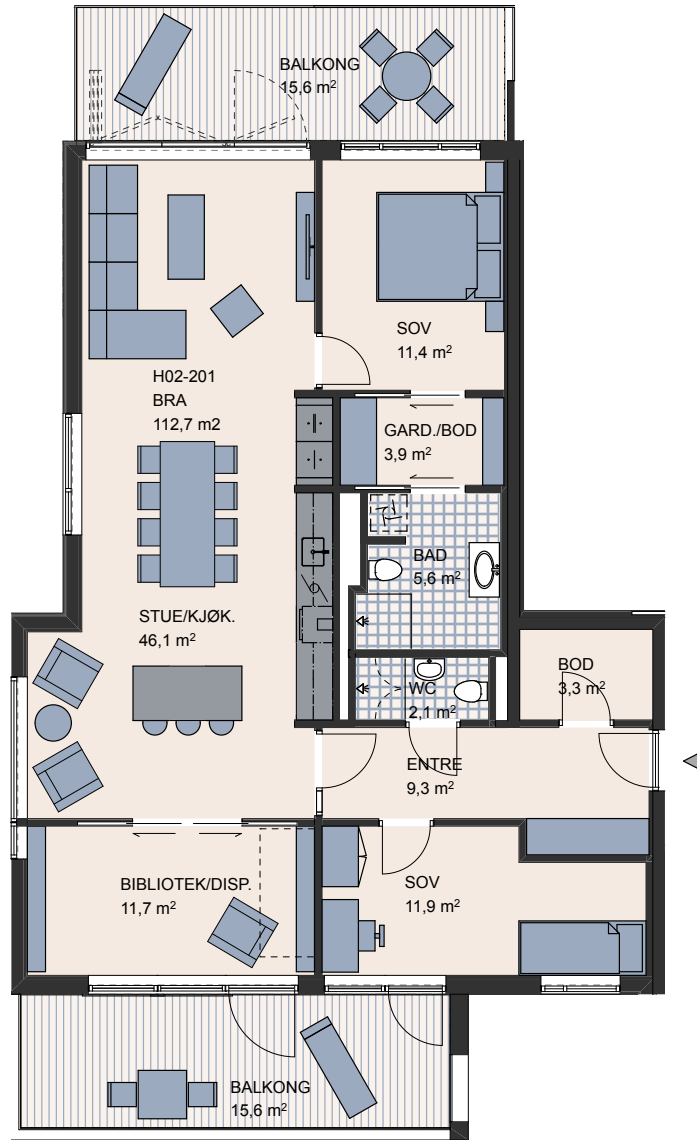 BALKONG
15,6 m²
SOV
11,4 m²
H02-201
BRA
112,7 m2
GARD./BOD
3,9 m²
BAD
5,6 m²
STUE/KJØK.
46,1 m²
BOD
3,3 m²
WC
2,1 m²
ENTRE
9,3 m²
BIBLIOTEK/DISP.
11,7 m²
SOV
11,9 m²
BALKONG
15,6 m²